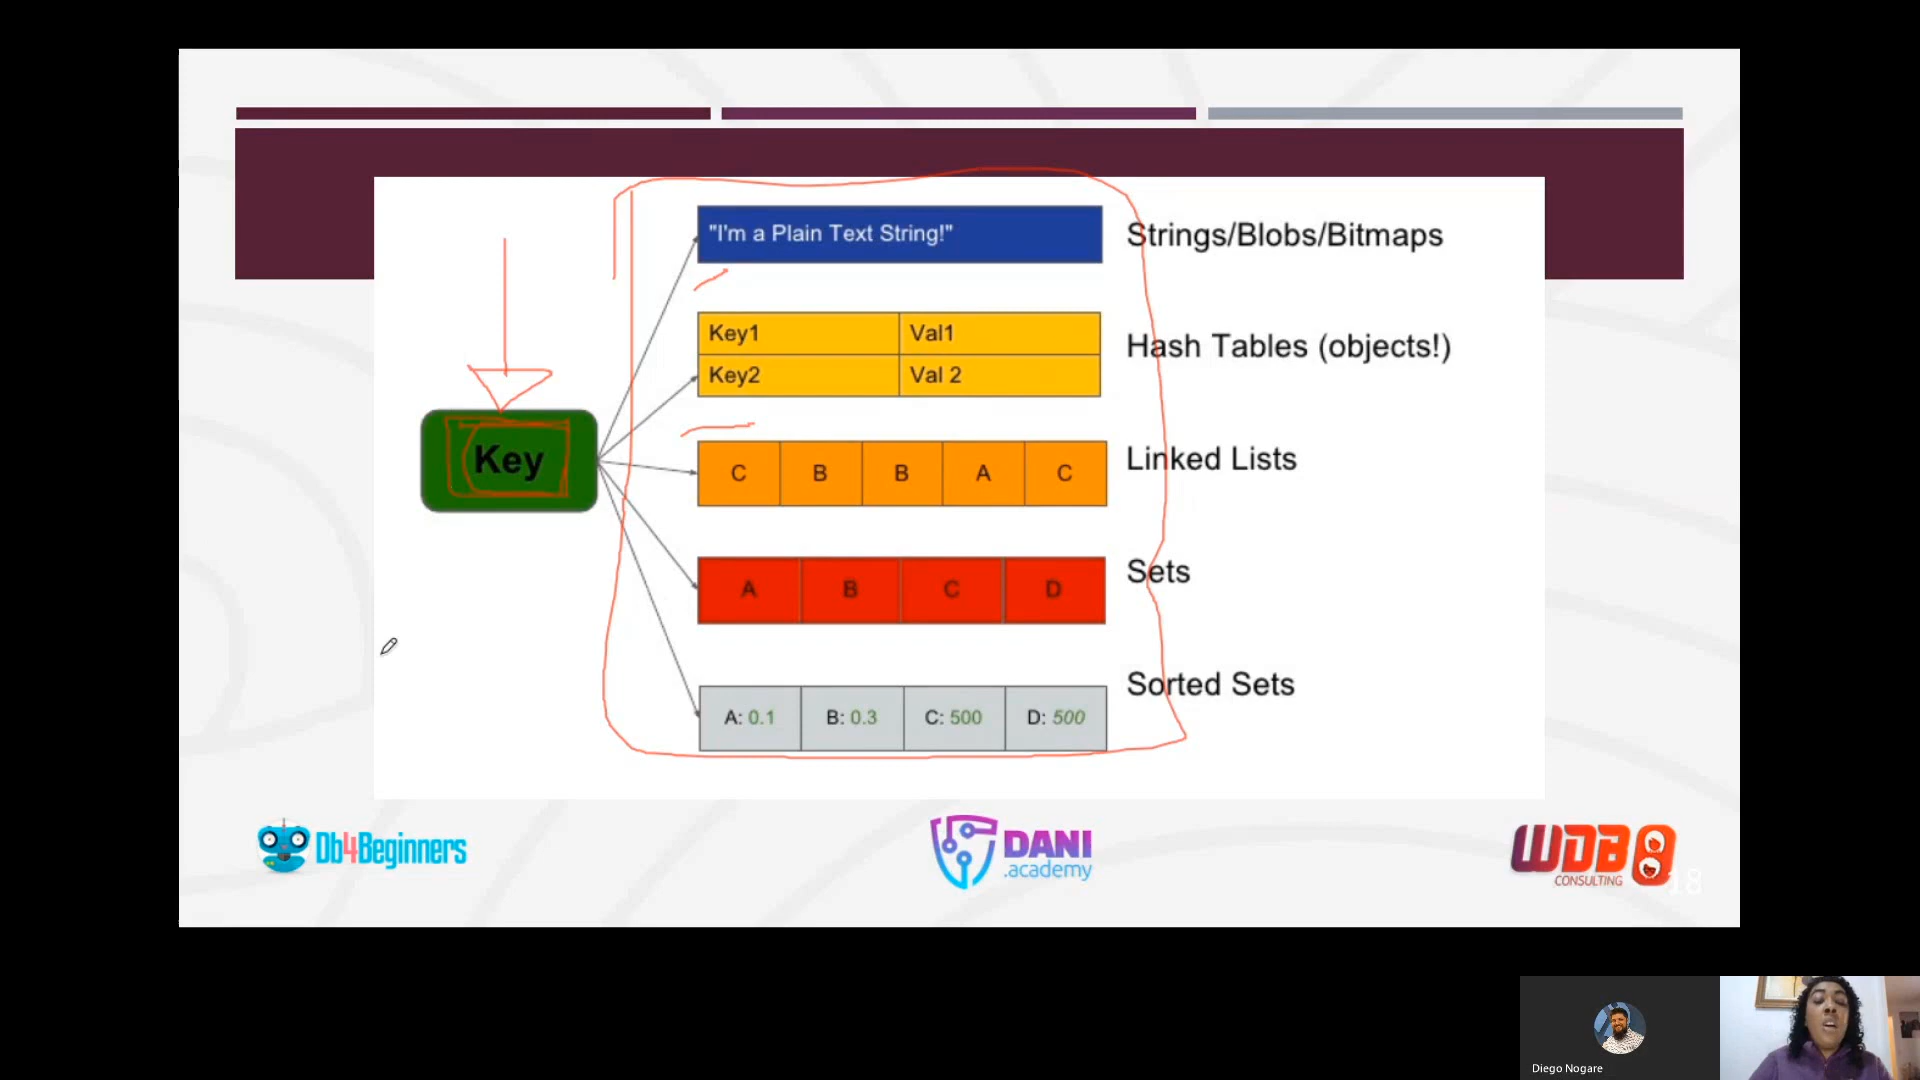 "I'm a Plain Text String!"
Strings/Blobs/Bitmaps
Key1 Val1
Key2 Val 2
Hash Tables (objects!)
Key
C B B A C
Linked Lists
A B C D
Sets
A: 0.1 B: 0.3 C: 500 D: 500
Sorted Sets
Db4Beginners
DANI
.academy
WDB
CONSULTING
18
Diego Nogare